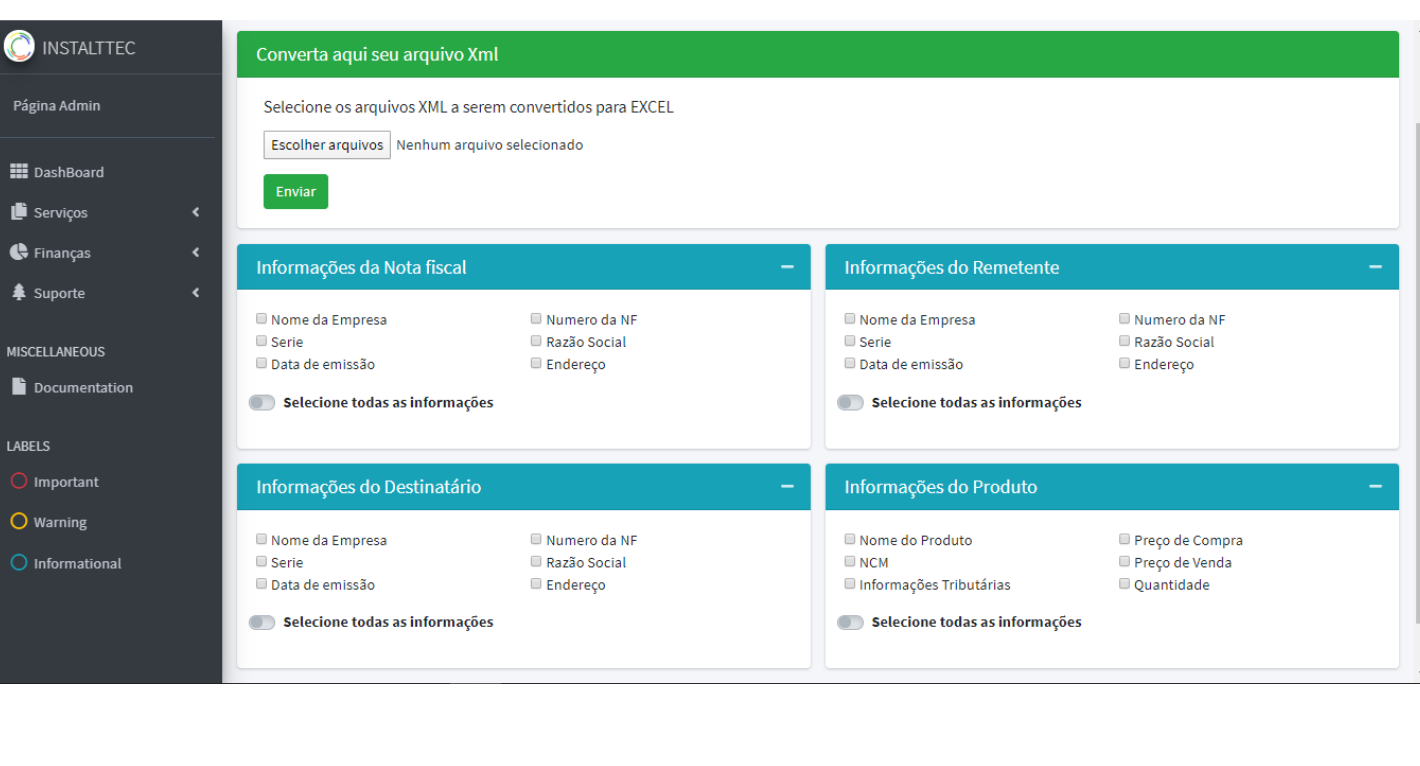 INSTALTTEC
Página Admin
DashBoard
Serviços
Finanças
Suporte
MISCELLANEOUS
Documentation
LABELS
Important
Warning
Informational
Converta aqui seu arquivo Xml
Selecione os arquivos XML a serem convertidos para EXCEL
Escolher arquivos Nenhum arquivo selecionado
Enviar
Informações da Nota fiscal
Nome da Empresa Numero da NF
Serie Razão Social
Data de emissão Endereço
Selecione todas as informações
Informações do Remetente
Nome da Empresa Numero da NF
Serie Razão Social
Data de emissão Endereço
Selecione todas as informações
Informações do Destinatário
Nome da Empresa Numero da NF
Serie Razão Social
Data de emissão Endereço
Selecione todas as informações
Informações do Produto
Nome do Produto Preço de Compra
NCM Preço de Venda
Informações Tributárias Quantidade
Selecione todas as informações